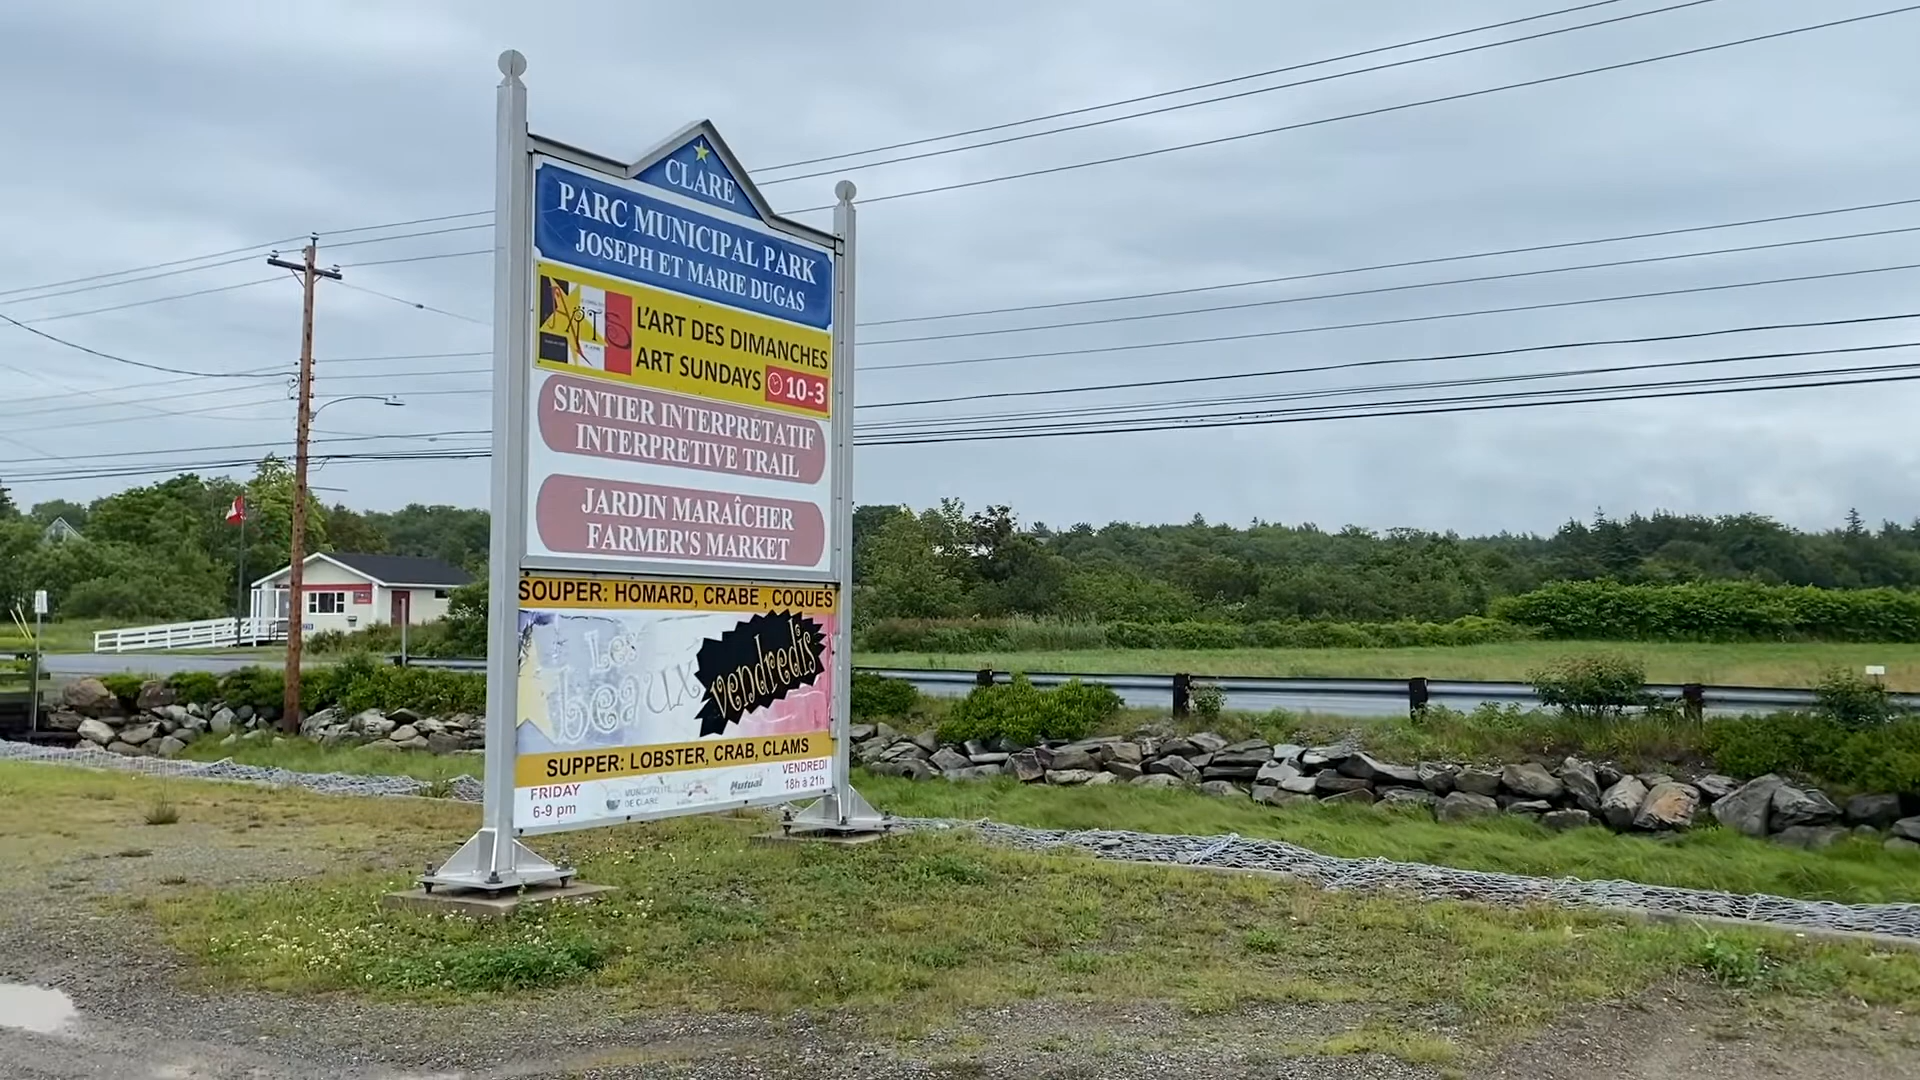 CLARE
PARC MUNICIPAL PARK
JOSEPH ET MARIE DUGAS
ARTS
L'ART DES DIMANCHES
ART SUNDAYS 10-3
SENTIER INTERPRÉTATIF
INTERPRETIVE TRAIL
JARDIN MARAÎCHER
FARMER'S MARKET
SOUPER: HOMARD, CRABE , COQUES
Les
beaux
vendredis
SUPPER: LOBSTER, CRAB, CLAMS
FRIDAY
6-9 pm
MUNICIPALITÉ
DE CLARE
Mutual
VENDREDI
18h à 21h